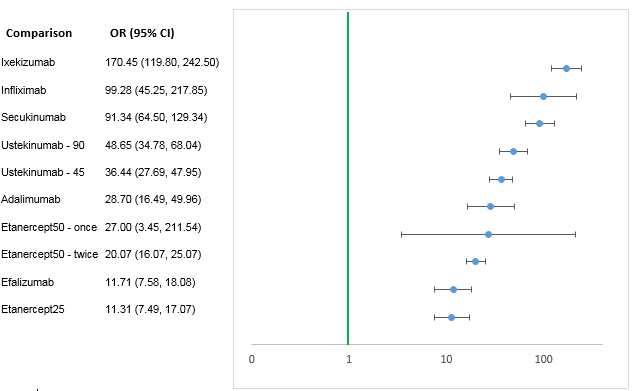 Comparison OR (95% CI)
Ixekizumab 170.45 (119.80, 242.50)
Infliximab 99.28 (45.25, 217.85)
Secukinumab 91.34 (64.50, 129.34)
Ustekinumab - 90 48.65 (34.78, 68.04)
Ustekinumab - 45 36.44 (27.69, 47.95)
Adalimumab 28.70 (16.49, 49.96)
Etanercept50 - once 27.00 (3.45, 211.54)
Etanercept50 - twice 20.07 (16.07, 25.07)
Efalizumab 11.71 (7.58, 18.08)
Etanercept25 11.31 (7.49, 17.07)
0 1 10 100